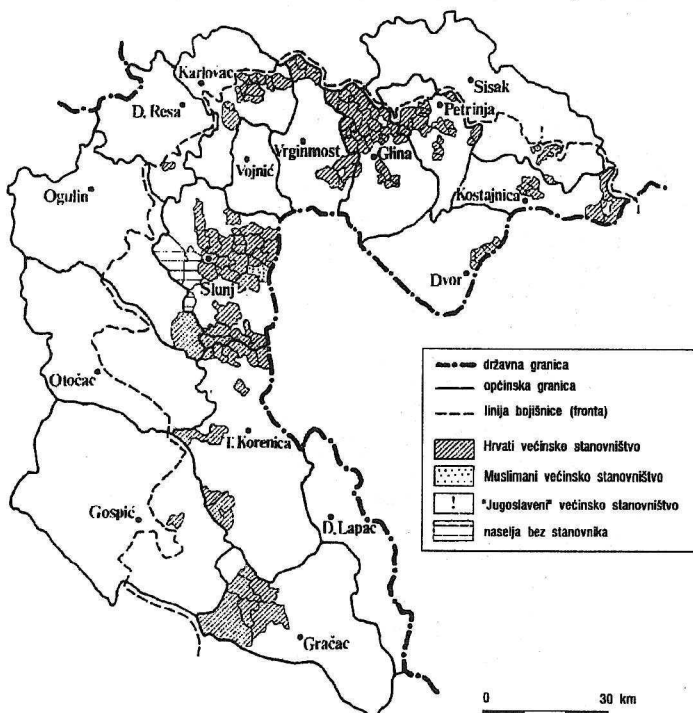 Karlovac
Sisak
D. Resa
Petrinja
Vrginmost
Glina
Vojnić
Ogulin
Kostajnica
Slunj
Dvor
Otočac
T. Korenica
Gospić
D. Lapac
Gračac
državna granica
općinska granica
linija bojišnice (fronta)
Hrvati većinsko stanovništvo
Muslimani većinsko stanovništvo
! "Jugoslaveni" većinsko stanovništvo
naselja bez stanovnika
0 30 km